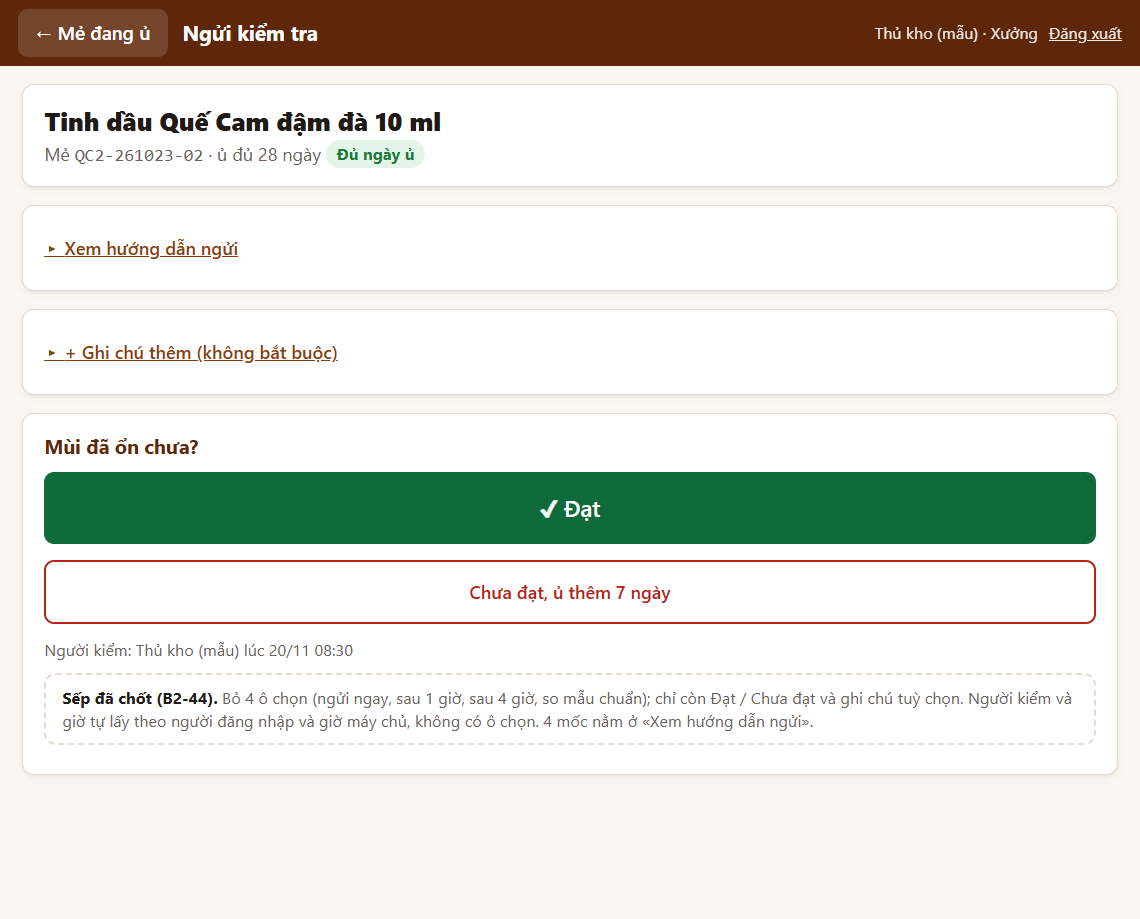 ← Mẻ đang ủ
Ngửi kiểm tra
Thủ kho (mẫu) · Xưởng Đăng xuất
Tinh dầu Quế Cam đậm đà 10 ml
Mẻ QC2-261023-02 · ủ đủ 28 ngày Đủ ngày ủ
▸ Xem hướng dẫn ngửi
▸ + Ghi chú thêm (không bắt buộc)
Mùi đã ổn chưa?
✓ Đạt
Chưa đạt, ủ thêm 7 ngày
Người kiểm: Thủ kho (mẫu) lúc 20/11 08:30
Sếp đã chốt (B2-44). Bỏ 4 ô chọn (ngửi ngay, sau 1 giờ, sau 4 giờ, so mẫu chuẩn); chỉ còn Đạt / Chưa đạt và ghi chú tuỳ chọn. Người kiểm và
giờ tự lấy theo người đăng nhập và giờ máy chủ, không có ô chọn. 4 mốc nằm ở «Xem hướng dẫn ngửi».